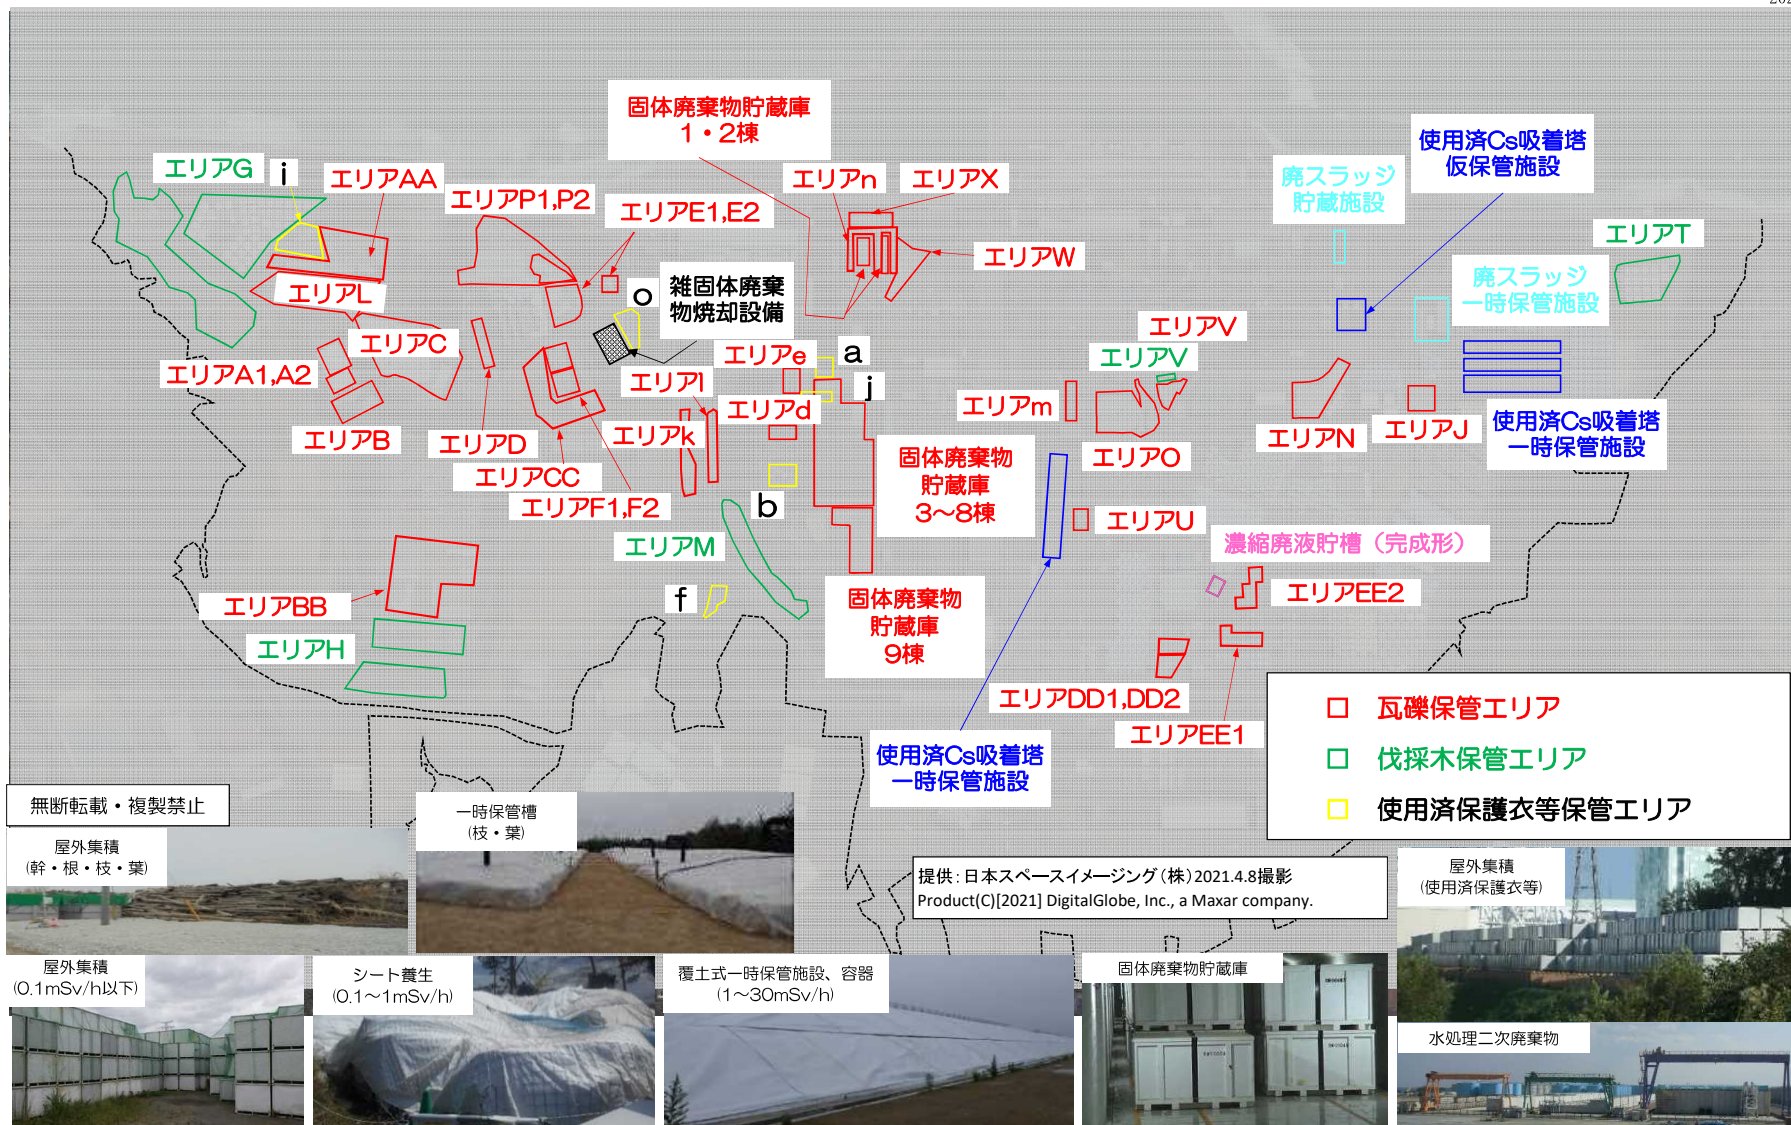 固体廃棄物貯蔵庫
1・2棟
使用済Cs吸着塔
仮保管施設
エリアG
i
エリアAA
エリアn
エリアX
廃スラッジ
貯蔵施設
エリアP1,P2
エリアE1,E2
エリアT
エリアW
エリアL
o
雑固体廃棄
物焼却設備
廃スラッジ
一時保管施設
エリアV
エリアC
エリアe
a
エリアV
エリアA1,A2
エリアl
j
エリアd
エリアm
エリアB
エリアD
エリアk
エリアN
エリアJ
使用済Cs吸着塔
一時保管施設
エリアCC
エリアO
固体廃棄物
貯蔵庫
3～8棟
エリアF1,F2
b
エリアU
エリアM
濃縮廃液貯槽（完成形）
エリアBB
f
固体廃棄物
貯蔵庫
9棟
エリアEE2
エリアH
エリアDD1,DD2
エリアEE1
使用済Cs吸着塔
一時保管施設
瓦礫保管エリア
伐採木保管エリア
使用済保護衣等保管エリア
無断転載・複製禁止
屋外集積
(幹・根・枝・葉)
一時保管槽
(枝・葉)
提供：日本スペースイメージング（株）2021.4.8撮影
Product(C)[2021] DigitalGlobe, Inc., a Maxar company.
屋外集積
(使用済保護衣等)
屋外集積
(0.1mSv/h以下)
シート養生
(0.1～1mSv/h)
覆土式一時保管施設、容器
(1～30mSv/h)
固体廃棄物貯蔵庫
水処理二次廃棄物